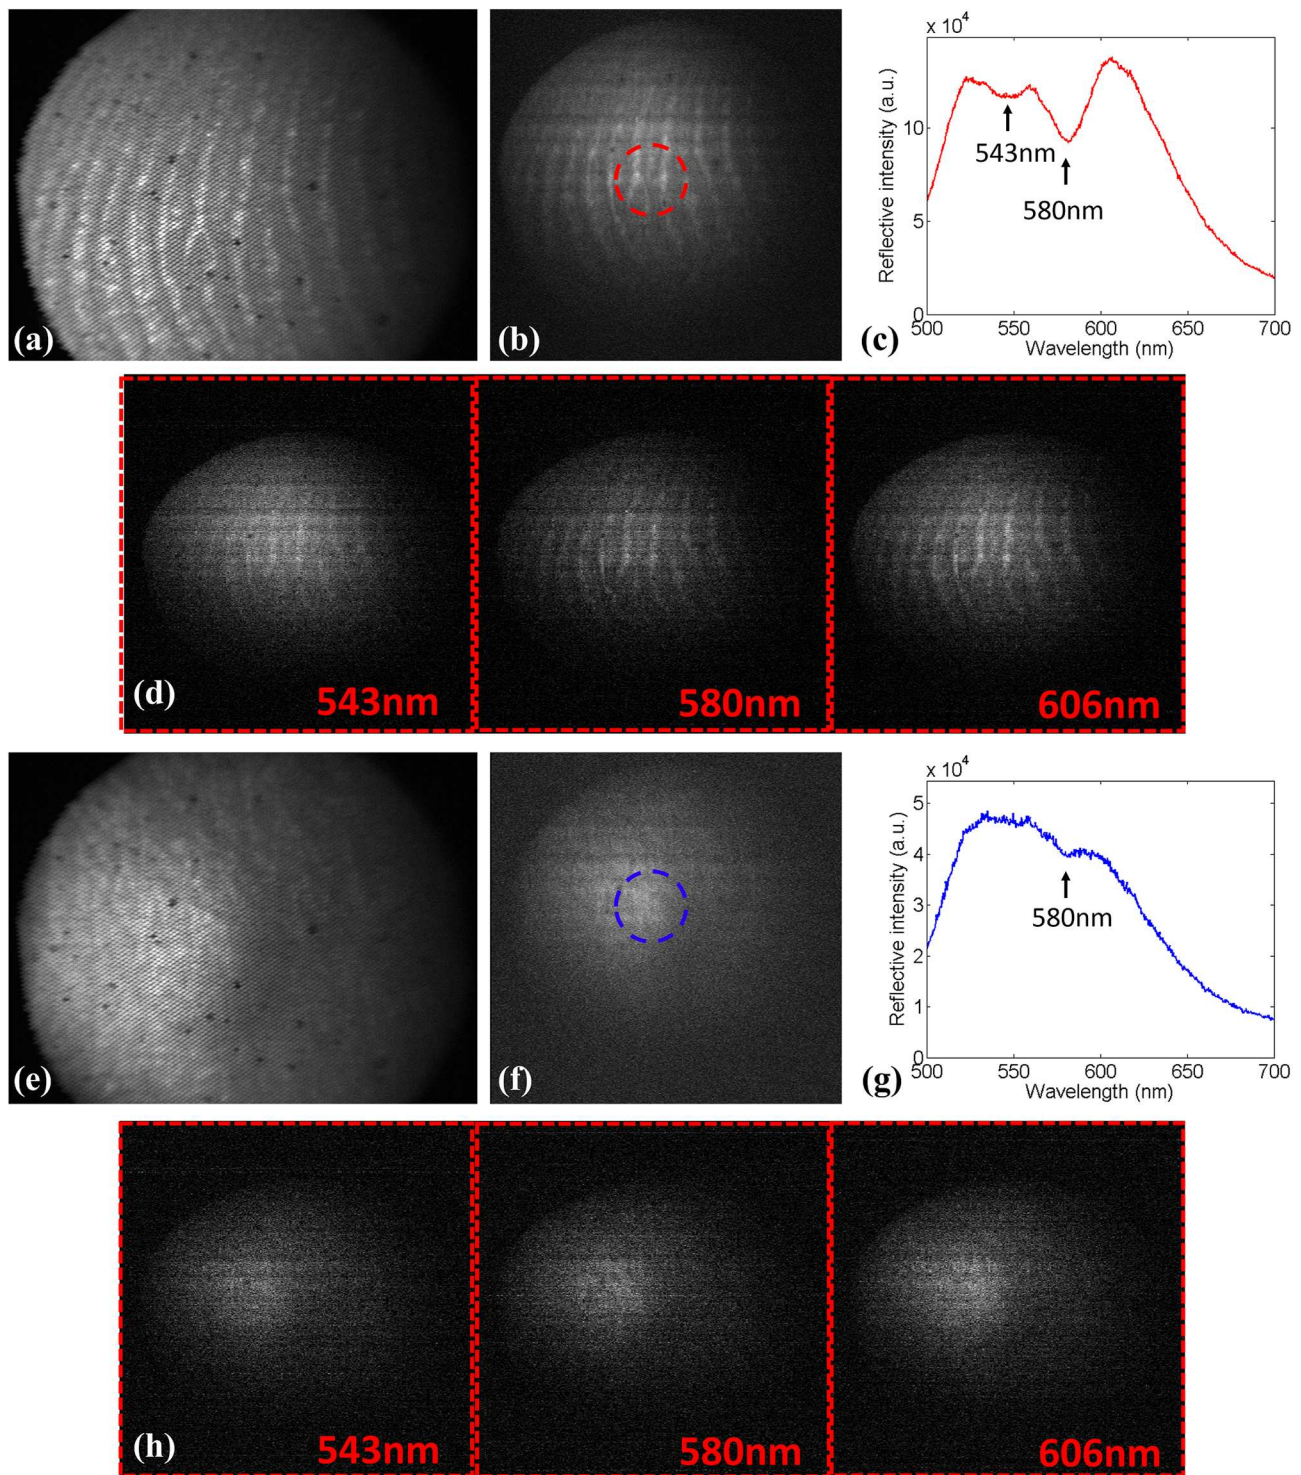 (a)
(b)
x 10⁴
Reflective intensity (a.u.)
10
5
0
543nm
580nm
500 550 600 650 700
Wavelength (nm)
(c)
(d)
543nm
580nm
606nm
(e)
(f)
x 10⁴
Reflective intensity (a.u.)
5
4
3
2
1
0
580nm
500 550 600 650 700
Wavelength (nm)
(g)
(h)
543nm
580nm
606nm